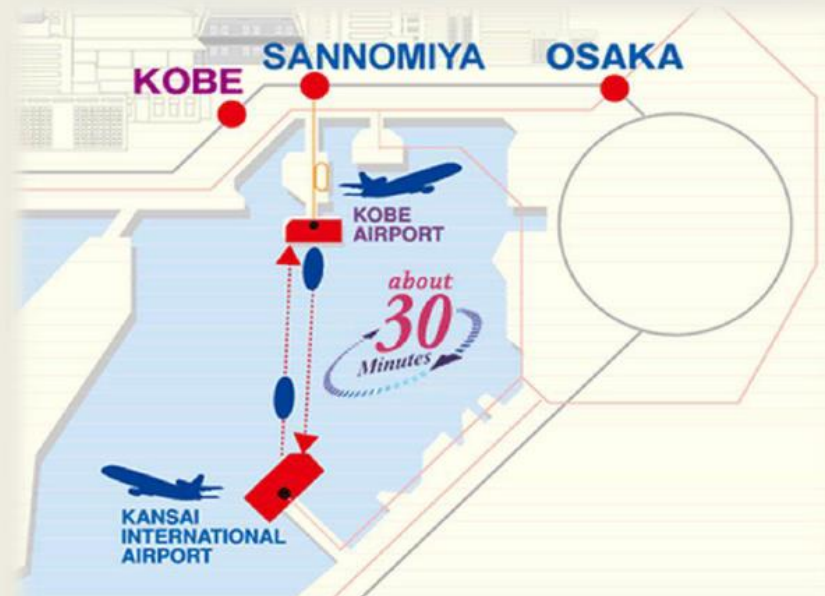 SANNOMIYA
OSAKA
KOBE
KOBE
AIRPORT
about
30
Minutes
KANSAI
INTERNATIONAL
AIRPORT